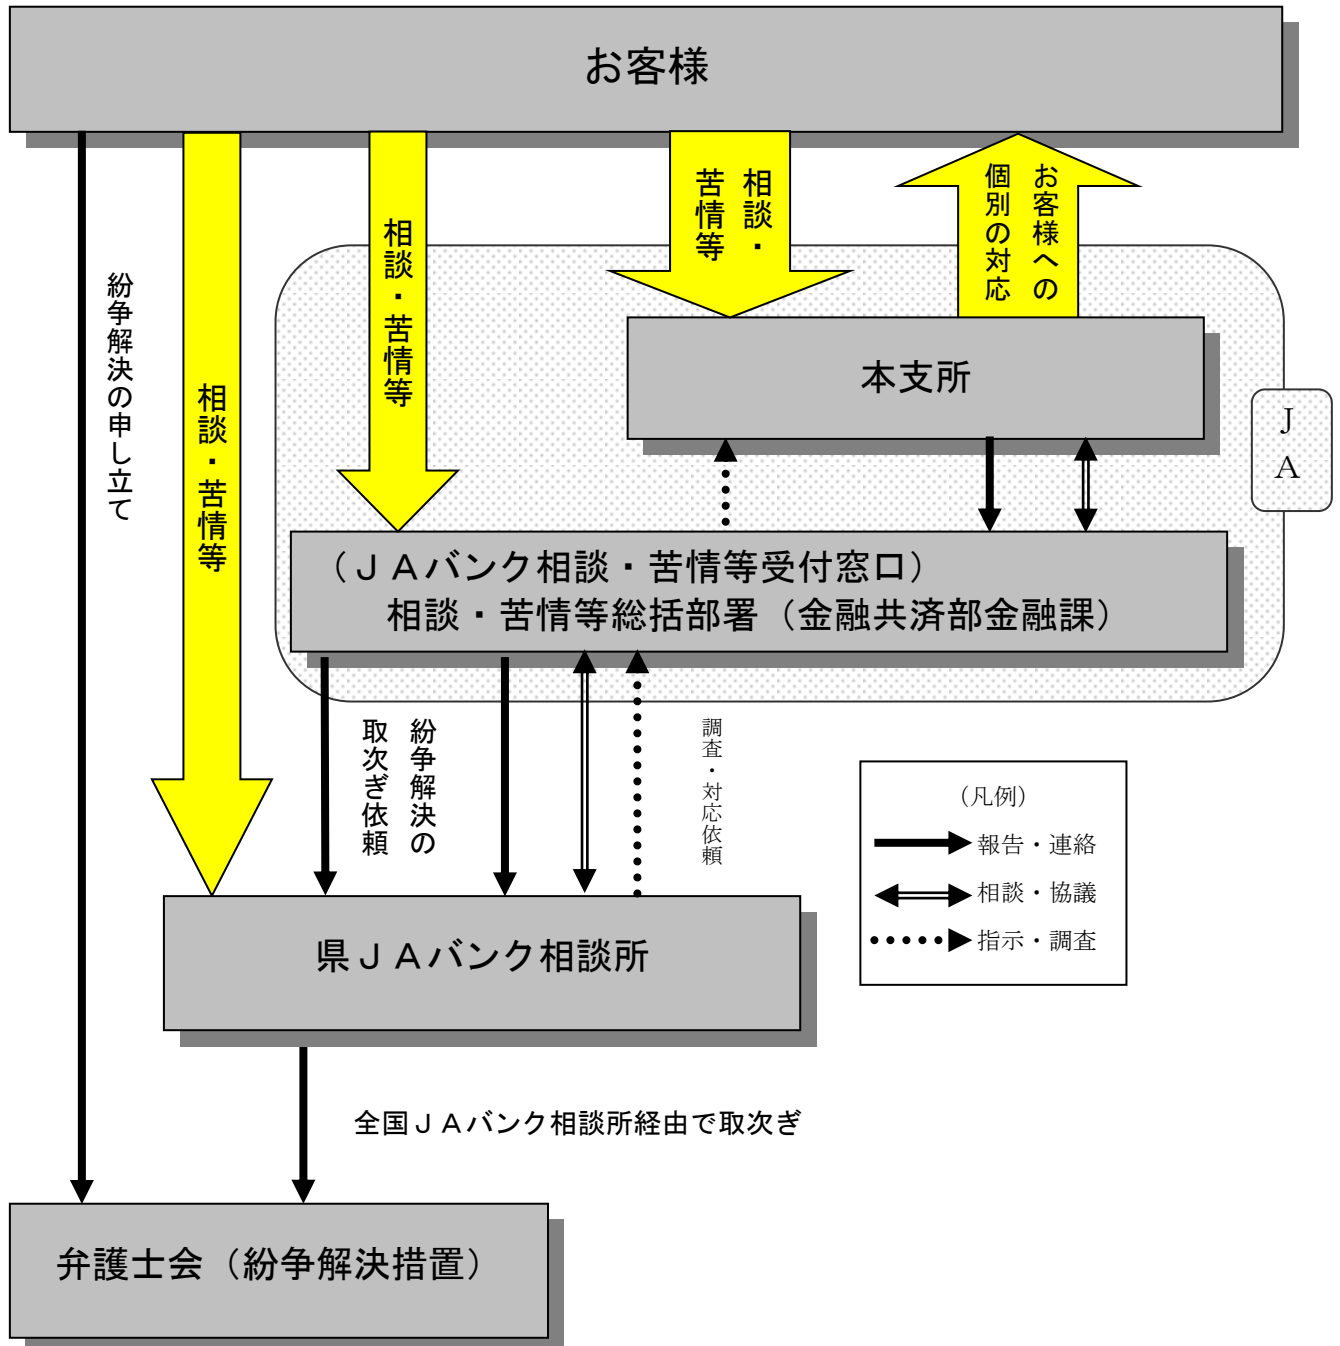 お客様
相談・
苦情等
お客様への
個別の対応
相談・苦情等
相談・苦情等
紛争解決の申し立て
本支所
ＪＡ
（ＪＡバンク相談・苦情等受付窓口）
相談・苦情等総括部署（金融共済部金融課）
紛争解決の
取次ぎ依頼
調査・対応依頼
（凡例）
報告・連絡
相談・協議
指示・調査
県ＪＡバンク相談所
全国ＪＡバンク相談所経由で取次ぎ
弁護士会（紛争解決措置）